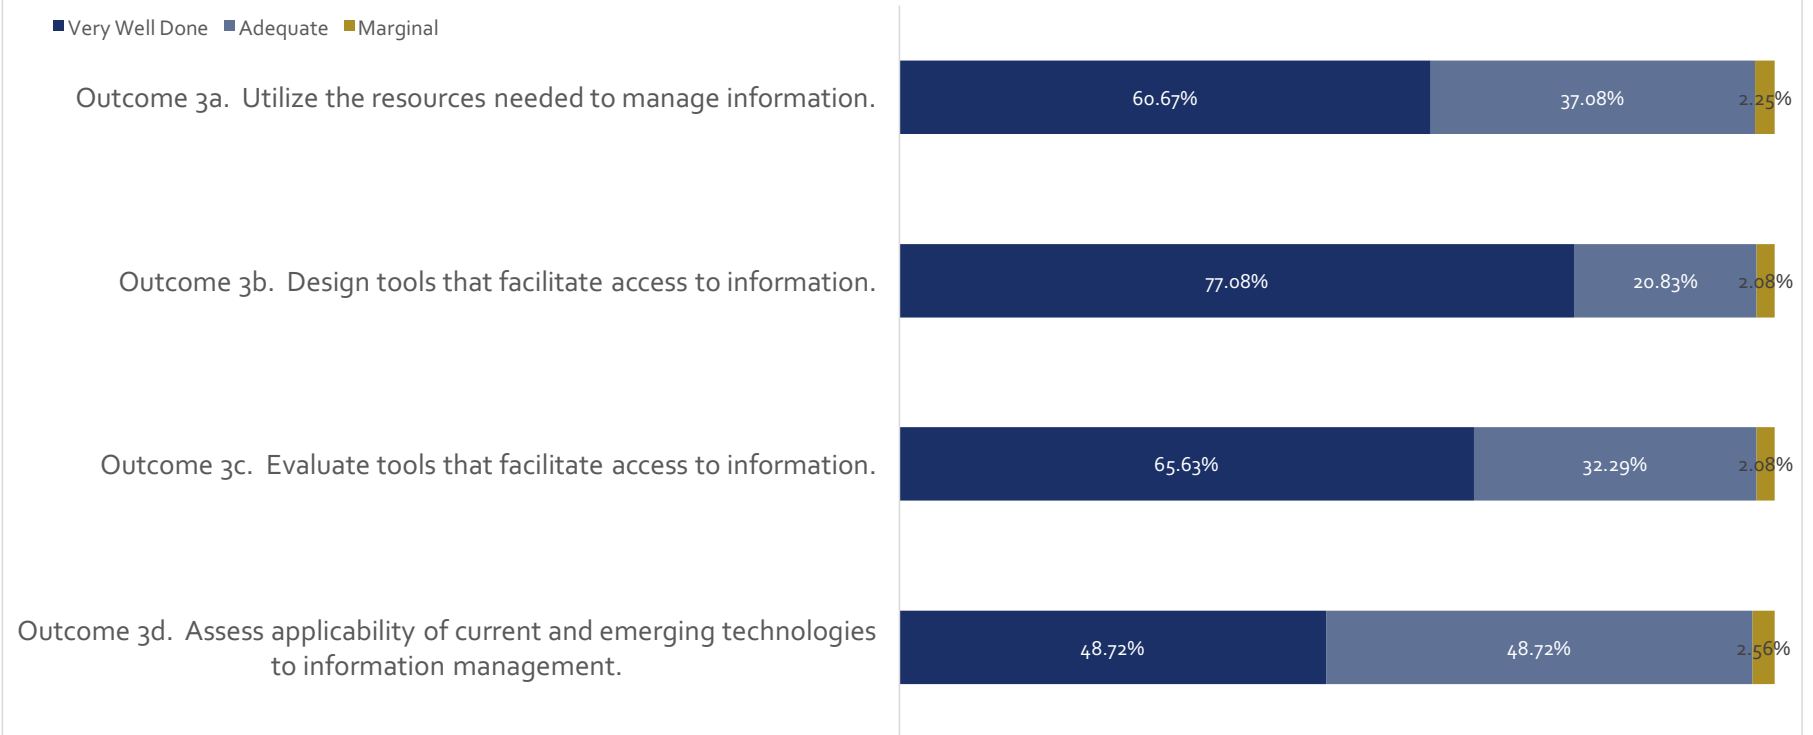 Very Well Done Adequate Marginal
Outcome 3a. Utilize the resources needed to manage information.
60.67% 37.08% 2.25%
Outcome 3b. Design tools that facilitate access to information.
77.08% 20.83% 2.08%
Outcome 3c. Evaluate tools that facilitate access to information.
65.63% 32.29% 2.08%
Outcome 3d. Assess applicability of current and emerging technologies
to information management.
48.72% 48.72% 2.56%